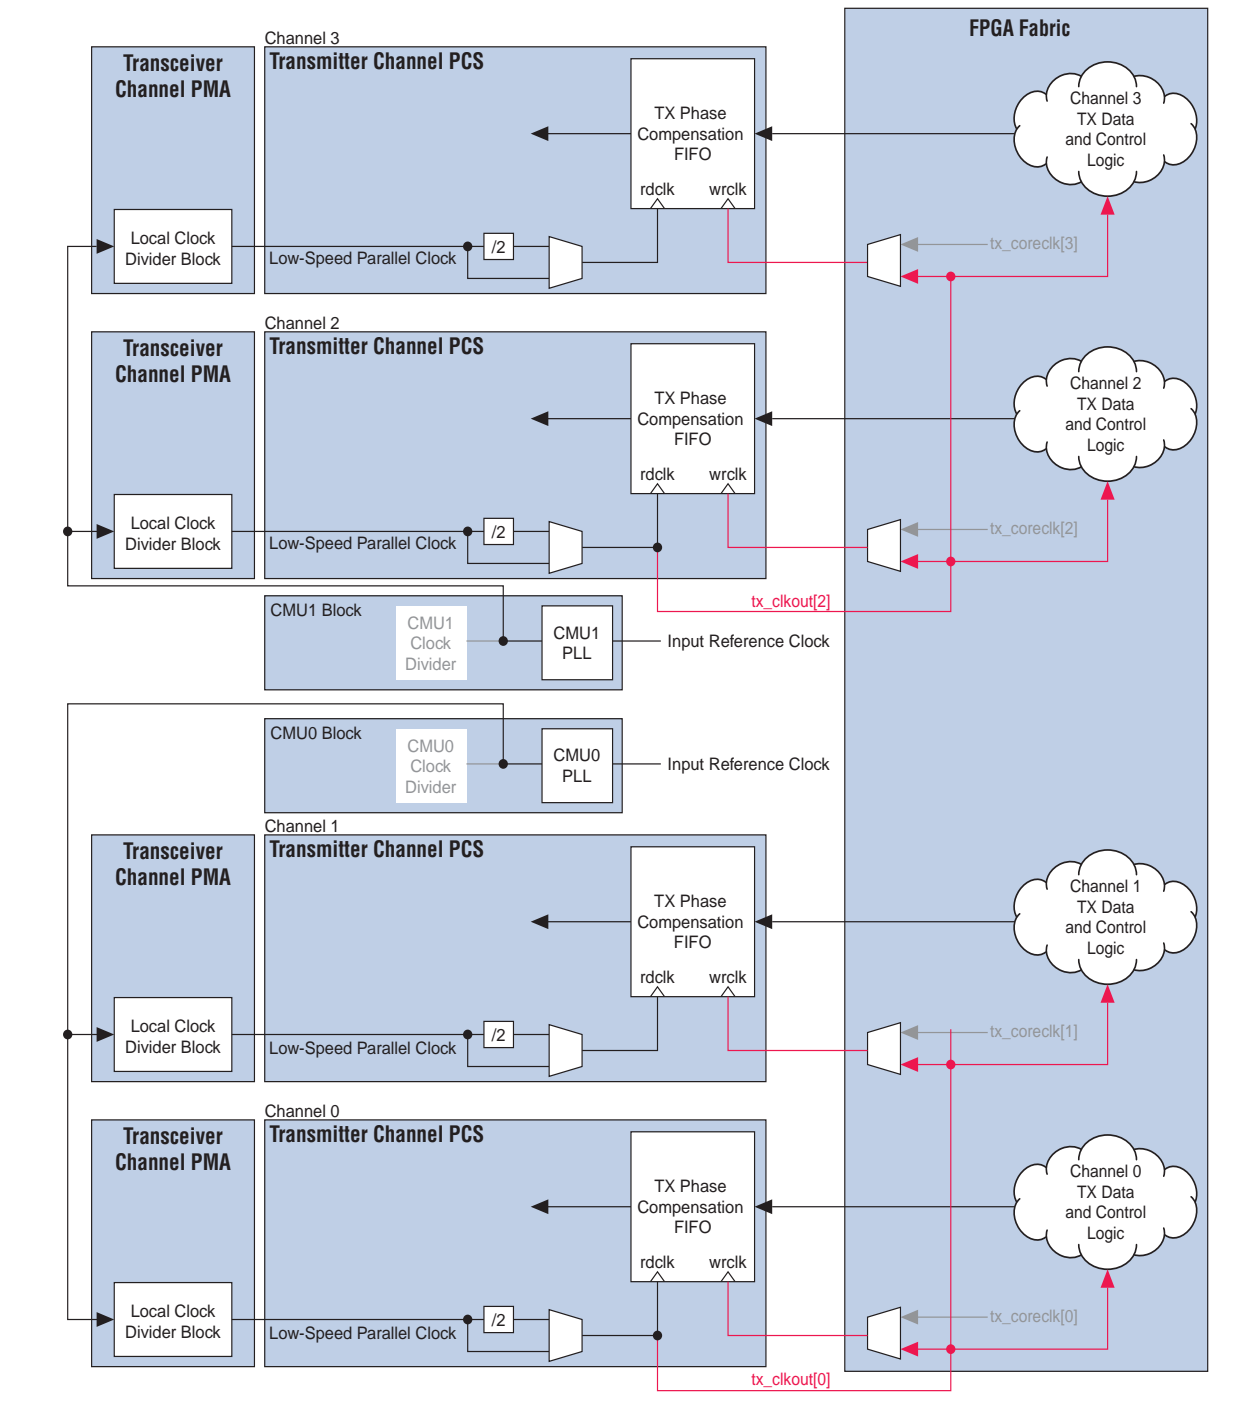 FPGA Fabric
Channel 3
Transceiver
Channel PMA
Transmitter Channel PCS
TX Phase
Compensation
FIFO
rdclk
wrclk
Channel 3
TX Data
and Control
Logic
Local Clock
Divider Block
Low-Speed Parallel Clock
/2
tx_coreclk[3]
Channel 2
Transceiver
Channel PMA
Transmitter Channel PCS
TX Phase
Compensation
FIFO
rdclk
wrclk
Channel 2
TX Data
and Control
Logic
Local Clock
Divider Block
Low-Speed Parallel Clock
/2
tx_coreclk[2]
tx_clkout[2]
CMU1 Block
CMU1
Clock
Divider
CMU1
PLL
Input Reference Clock
CMU0 Block
CMU0
Clock
Divider
CMU0
PLL
Input Reference Clock
Channel 1
Transceiver
Channel PMA
Transmitter Channel PCS
TX Phase
Compensation
FIFO
rdclk
wrclk
Channel 1
TX Data
and Control
Logic
Local Clock
Divider Block
Low-Speed Parallel Clock
/2
tx_coreclk[1]
Channel 0
Transceiver
Channel PMA
Transmitter Channel PCS
TX Phase
Compensation
FIFO
rdclk
wrclk
Channel 0
TX Data
and Control
Logic
Local Clock
Divider Block
Low-Speed Parallel Clock
/2
tx_coreclk[0]
tx_clkout[0]